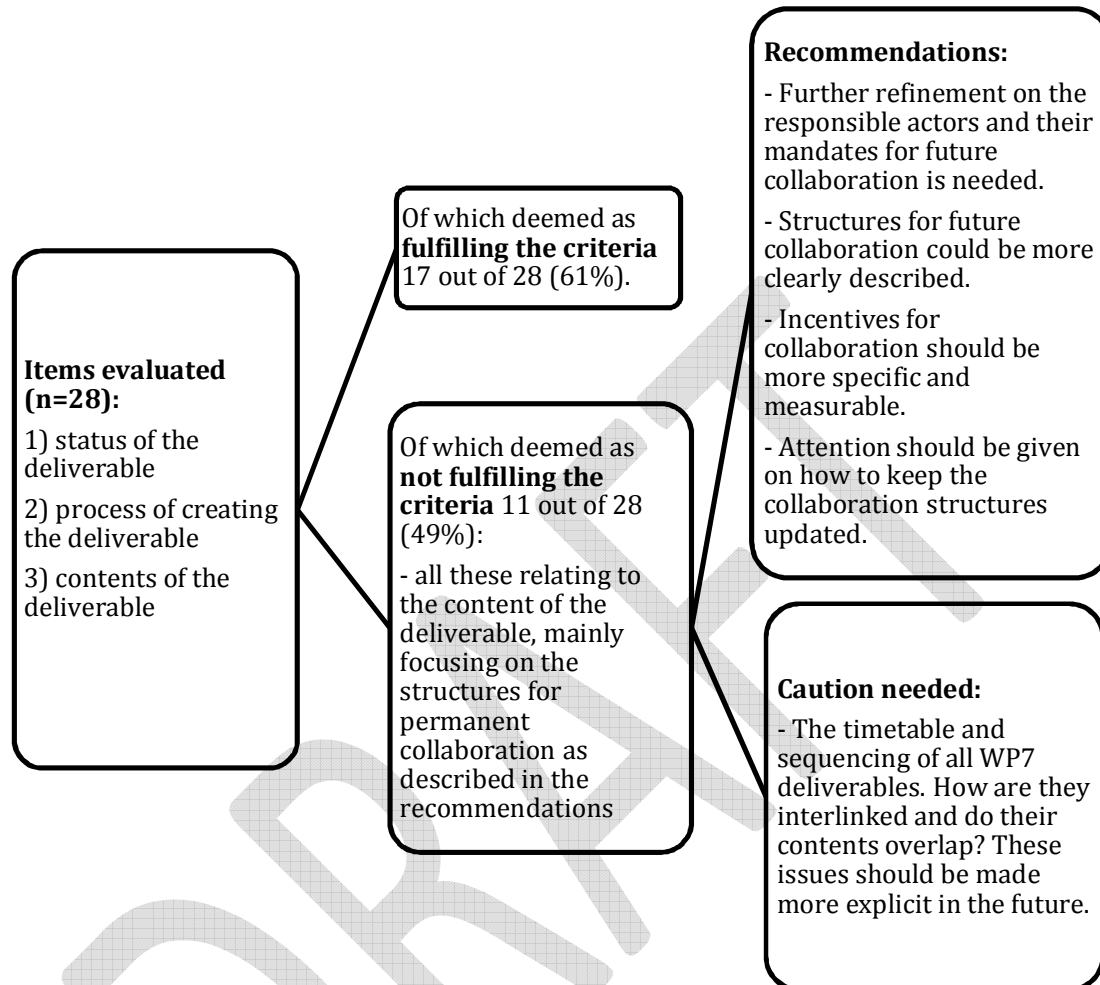 Items evaluated
(n=28):
1) status of the
deliverable
2) process of creating
the deliverable
3) contents of the
deliverable
Of which deemed as
fulfilling the criteria
17 out of 28 (61%).
Of which deemed as
not fulfilling the
criteria 11 out of 28
(49%):
- all these relating to
the content of the
deliverable, mainly
focusing on the
structures for
permanent
collaboration as
described in the
recommendations
Recommendations:
- Further refinement on the
responsible actors and their
mandates for future
collaboration is needed.
- Structures for future
collaboration could be more
clearly described.
- Incentives for
collaboration should be
more specific and
measurable.
- Attention should be given
on how to keep the
collaboration structures
updated.
Caution needed:
- The timetable and
sequencing of all WP7
deliverables. How are they
interlinked and do their
contents overlap? These
issues should be made
more explicit in the future.
DRAFT